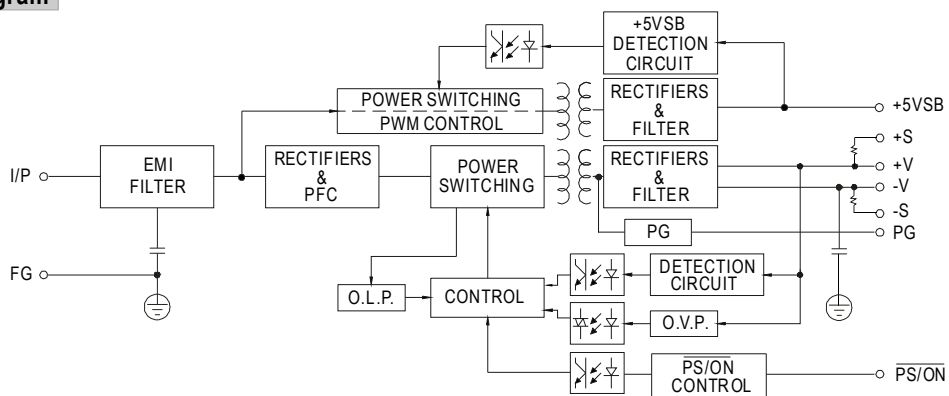 +5VSB
DETECTION
CIRCUIT
POWER SWITCHING
PWM CONTROL
RECTIFIERS
&
FILTER
+5VSB
+S
I/P
EMI
FILTER
RECTIFIERS
&
PFC
POWER
SWITCHING
RECTIFIERS
&
FILTER
+V
-V
-S
PG
PG
FG
O.L.P.
CONTROL
DETECTION
CIRCUIT
O.V.P.
PS/ON
CONTROL
PS/ON